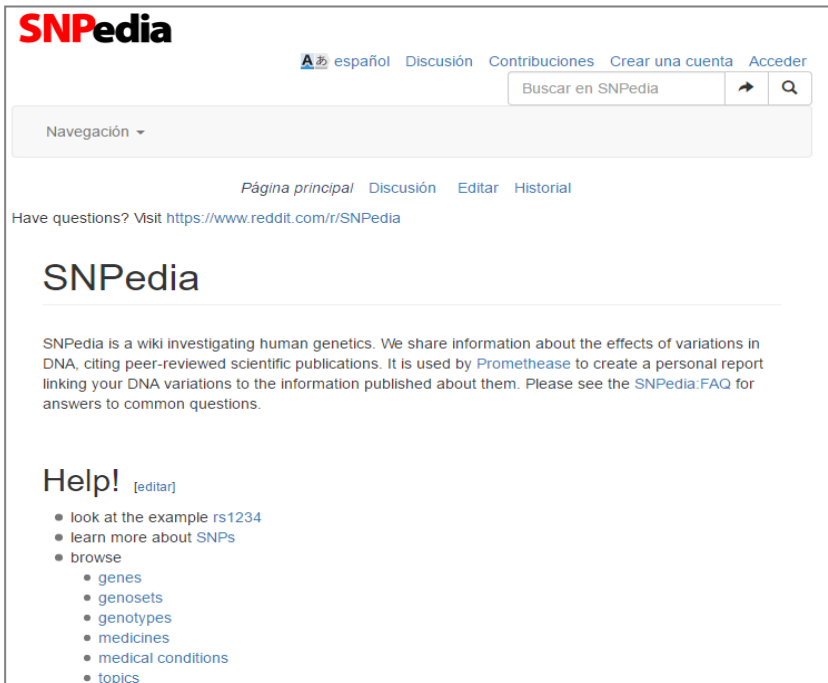 SNPedia
Aあ español Discusión Contribuciones Crear una cuenta Acceder
Buscar en SNPedia
Navegación
Página principal Discusión Editar Historial
Have questions? Visit https://www.reddit.com/r/SNPedia
SNPedia
SNPedia is a wiki investigating human genetics. We share information about the effects of variations in
DNA, citing peer-reviewed scientific publications. It is used by Promethease to create a personal report
linking your DNA variations to the information published about them. Please see the SNPedia:FAQ for
answers to common questions.
Help! [editar]
look at the example rs1234
learn more about SNPs
browse
genes
genosets
genotypes
medicines
medical conditions
topics